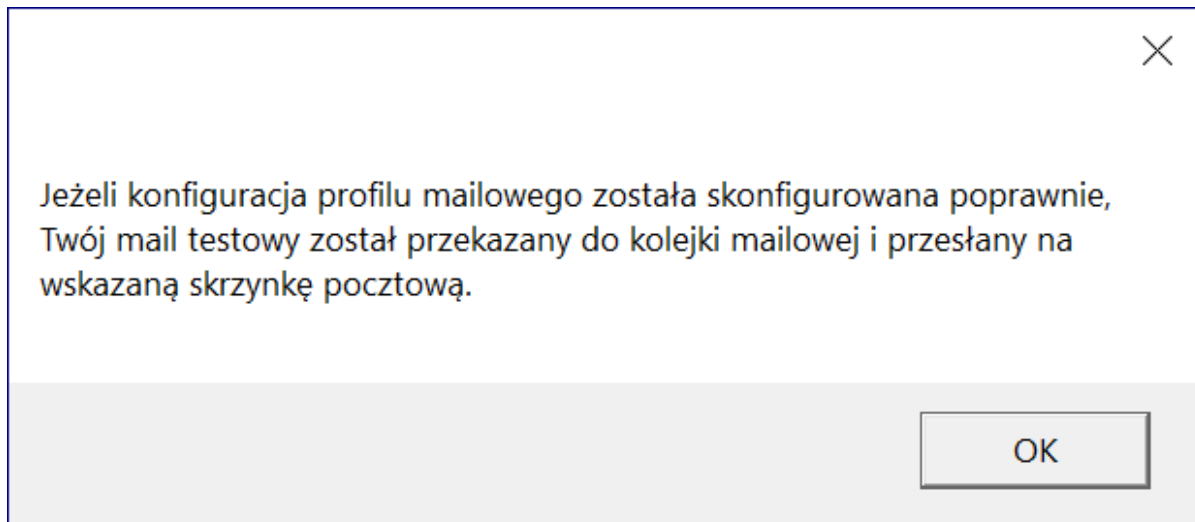 Jeżeli konfiguracja profilu mailowego została skonfigurowana poprawnie,
Twój mail testowy został przekazany do kolejki mailowej i przesłany na
wskazaną skrzynkę pocztową.
OK